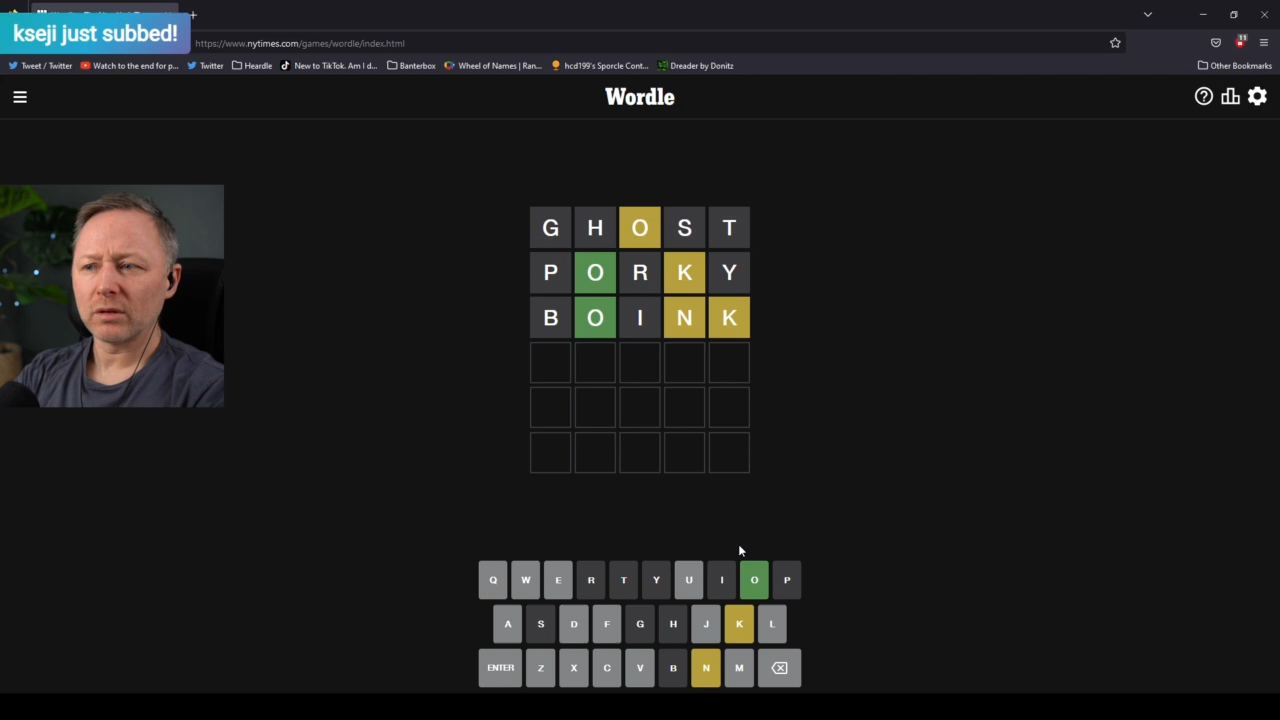 kseji just subbed!
https://www.nytimes.com/games/wordle/index.html
11
Tweet / Twitter Watch to the end for p... Twitter Heardle New to TikTok. Am I d... Banterbox Wheel of Names | Ran... hcd199's Sporcle Cont... Dreader by Donitz Other Bookmarks
Wordle
G H O S T
P O R K Y
B O I N K
Q W E R T Y U I O P
A S D F G H J K L
ENTER Z X C V B N M